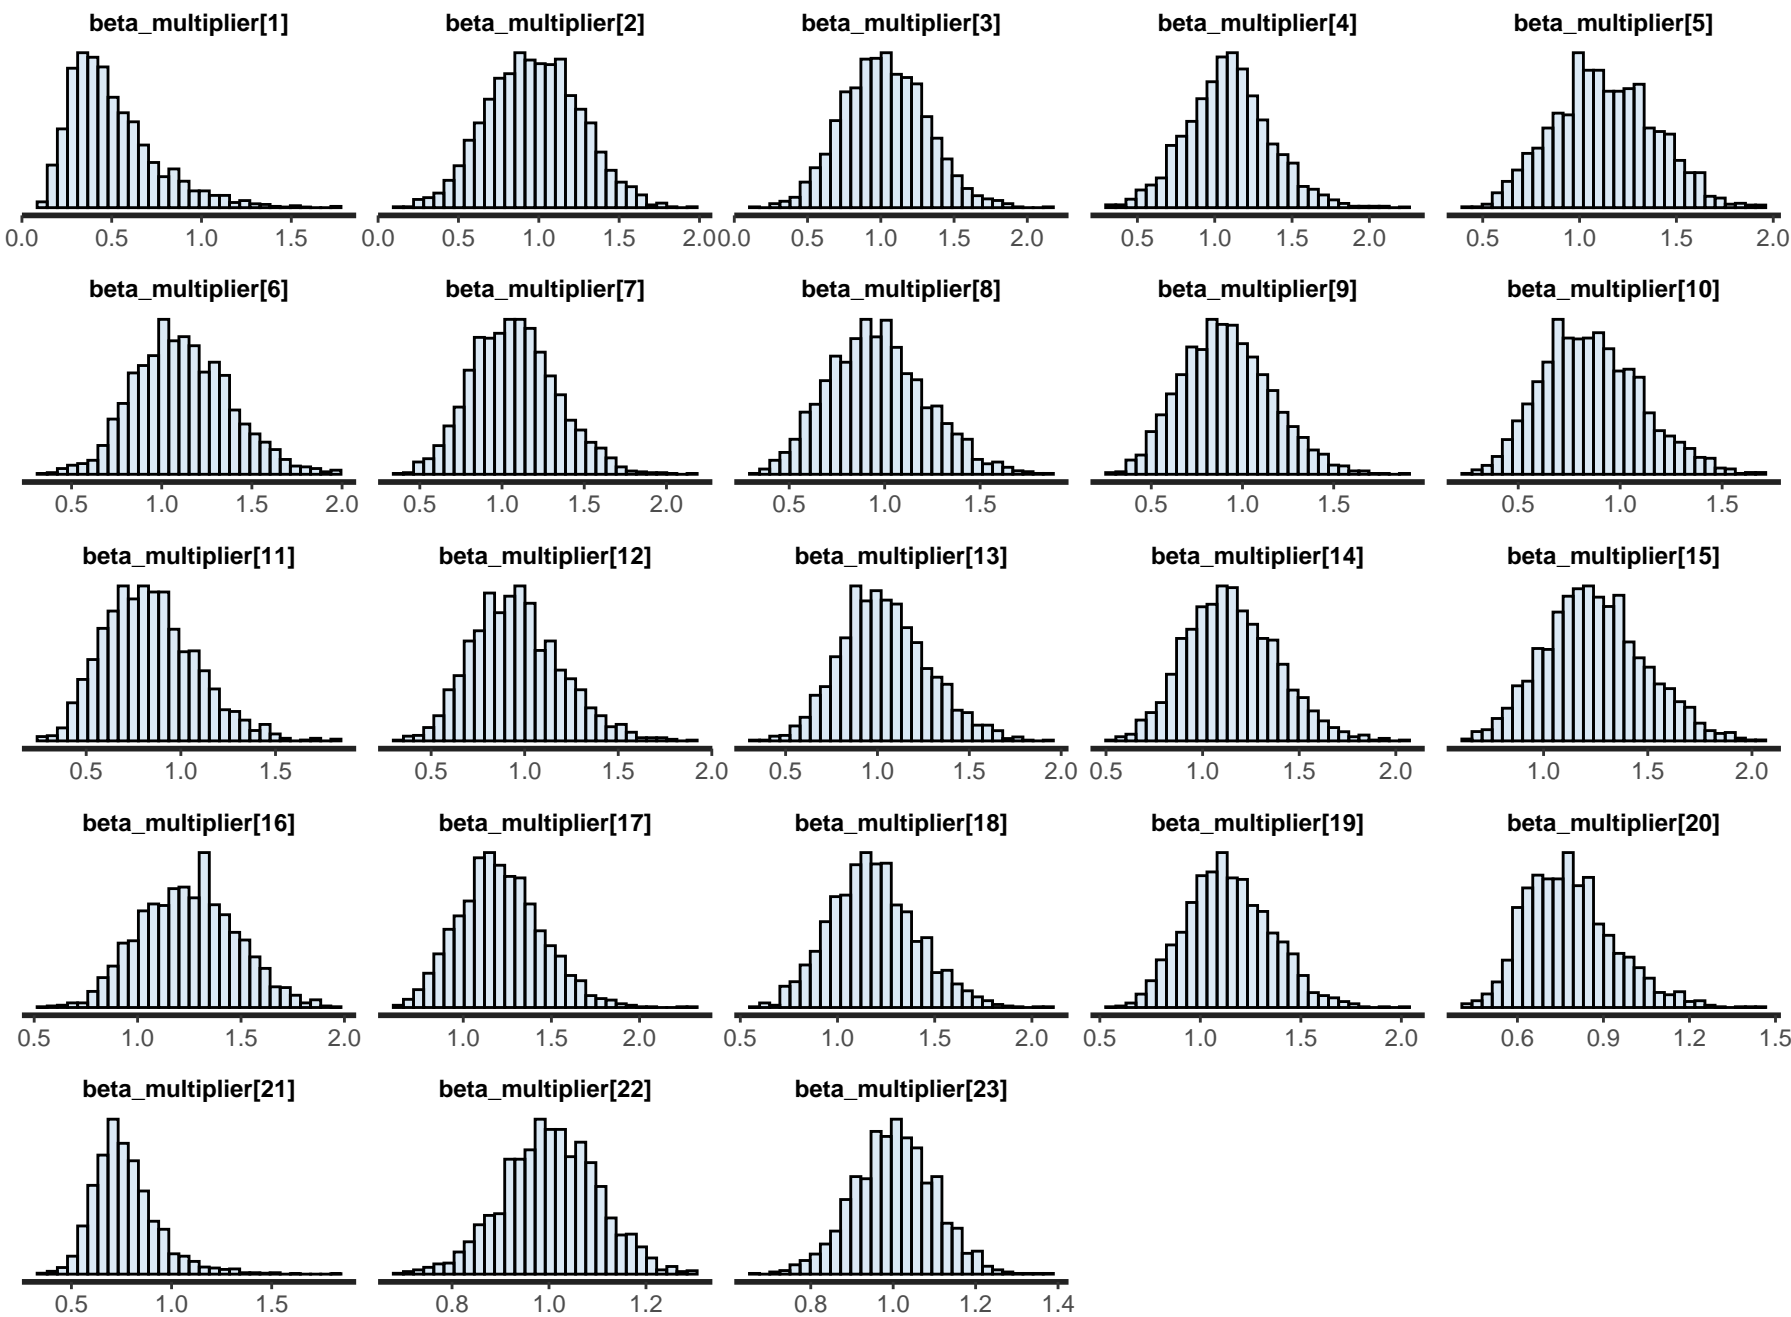 beta_multiplier[1] beta_multiplier[2] beta_multiplier[3] beta_multiplier[4] beta_multiplier[5]
0.0 0.5 1.0 1.5 0.0 0.5 1.0 1.5 2.0 0.0 0.5 1.0 1.5 2.0 0.5 1.0 1.5 2.0 0.5 1.0 1.5 2.0
beta_multiplier[6] beta_multiplier[7] beta_multiplier[8] beta_multiplier[9] beta_multiplier[10]
0.5 1.0 1.5 2.0 0.5 1.0 1.5 2.0 0.5 1.0 1.5 0.5 1.0 1.5 0.5 1.0 1.5
beta_multiplier[11] beta_multiplier[12] beta_multiplier[13] beta_multiplier[14] beta_multiplier[15]
0.5 1.0 1.5 0.5 1.0 1.5 2.0 0.5 1.0 1.5 2.0 0.5 1.0 1.5 2.0 1.0 1.5 2.0
beta_multiplier[16] beta_multiplier[17] beta_multiplier[18] beta_multiplier[19] beta_multiplier[20]
0.5 1.0 1.5 2.0 1.0 1.5 2.0 0.5 1.0 1.5 2.0 0.5 1.0 1.5 2.0 0.6 0.9 1.2 1.5
beta_multiplier[21] beta_multiplier[22] beta_multiplier[23]
0.5 1.0 1.5 0.8 1.0 1.2 0.8 1.0 1.2 1.4